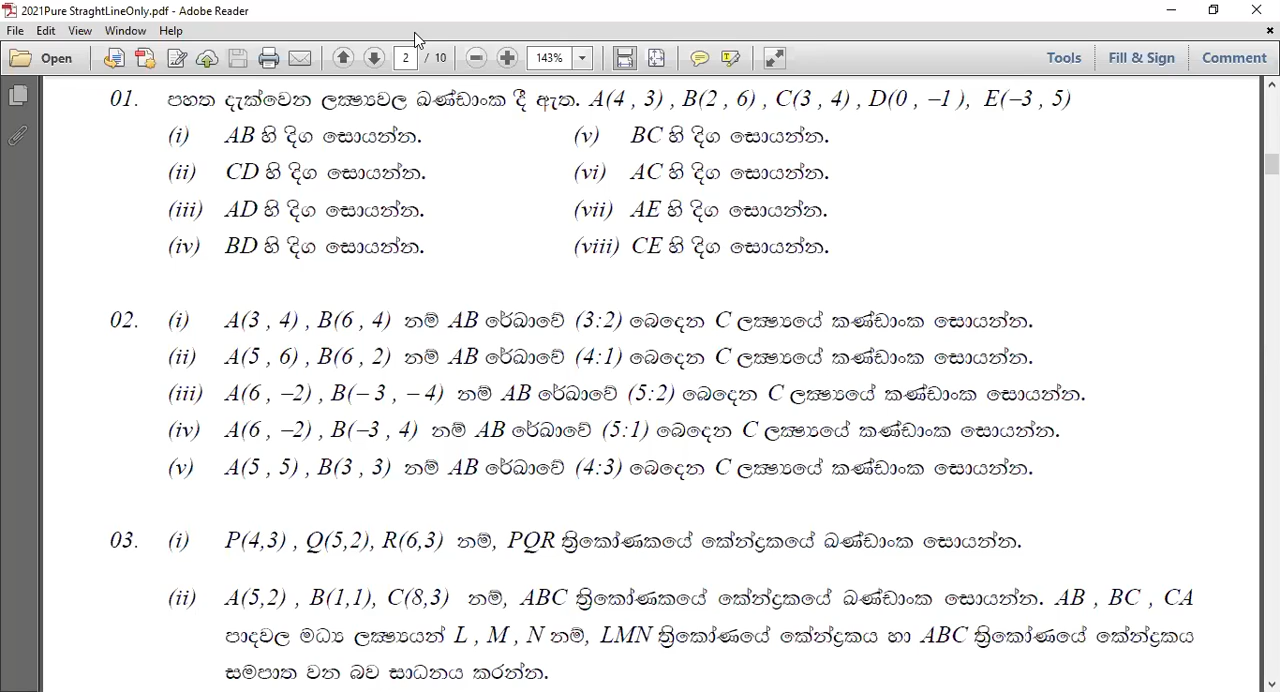 2021Pure StraghtLineOnly.pdf - Adobe Reader
File Edit View Window Help
Open 2 / 10 143% Tools Fill & Sign Comment
01. පහත දැක්වෙන ලක්‍ෂ්‍යවල ඛණ්ඩාංක දී ඇත. A(4 , 3) , B(2 , 6) , C(3 , 4) , D(0 , −1 ), E(−3 , 5)
(i) AB හි දිග සොයන්න. (v) BC හි දිග සොයන්න.
(ii) CD හි දිග සොයන්න. (vi) AC හි දිග සොයන්න.
(iii) AD හි දිග සොයන්න. (vii) AE හි දිග සොයන්න.
(iv) BD හි දිග සොයන්න. (viii) CE හි දිග සොයන්න.
02. (i) A(3 , 4) , B(6 , 4) නම් AB රේඛාවේ (3:2) බෙදෙන C ලක්‍ෂ්‍යයේ කණ්ඩාංක සොයන්න.
(ii) A(5 , 6) , B(6 , 2) නම් AB රේඛාවේ (4:1) බෙදෙන C ලක්‍ෂ්‍යයේ කණ්ඩාංක සොයන්න.
(iii) A(6 , −2) , B(− 3 , − 4) නම් AB රේඛාවේ (5:2) බෙදෙන C ලක්‍ෂ්‍යයේ කණ්ඩාංක සොයන්න.
(iv) A(6 , −2) , B(−3 , 4) නම් AB රේඛාවේ (5:1) බෙදෙන C ලක්‍ෂ්‍යයේ කණ්ඩාංක සොයන්න.
(v) A(5 , 5) , B(3 , 3) නම් AB රේඛාවේ (4:3) බෙදෙන C ලක්‍ෂ්‍යයේ කණ්ඩාංක සොයන්න.
03. (i) P(4,3) , Q(5,2), R(6,3) නම්, PQR ත්‍රිකෝණකයේ කේන්ද්‍රකයේ ඛණ්ඩාංක සොයන්න.
(ii) A(5,2) , B(1,1), C(8,3) නම්, ABC ත්‍රිකෝණකයේ කේන්ද්‍රකයේ ඛණ්ඩාංක සොයන්න. AB , BC , CA
පාදවල මධ්‍ය ලක්‍ෂ්‍යයන් L , M , N නම්, LMN ත්‍රිකෝණයේ කේන්ද්‍රකය හා ABC ත්‍රිකෝණයේ කේන්ද්‍රකය
සමපාත වන බව සාධනය කරන්න.